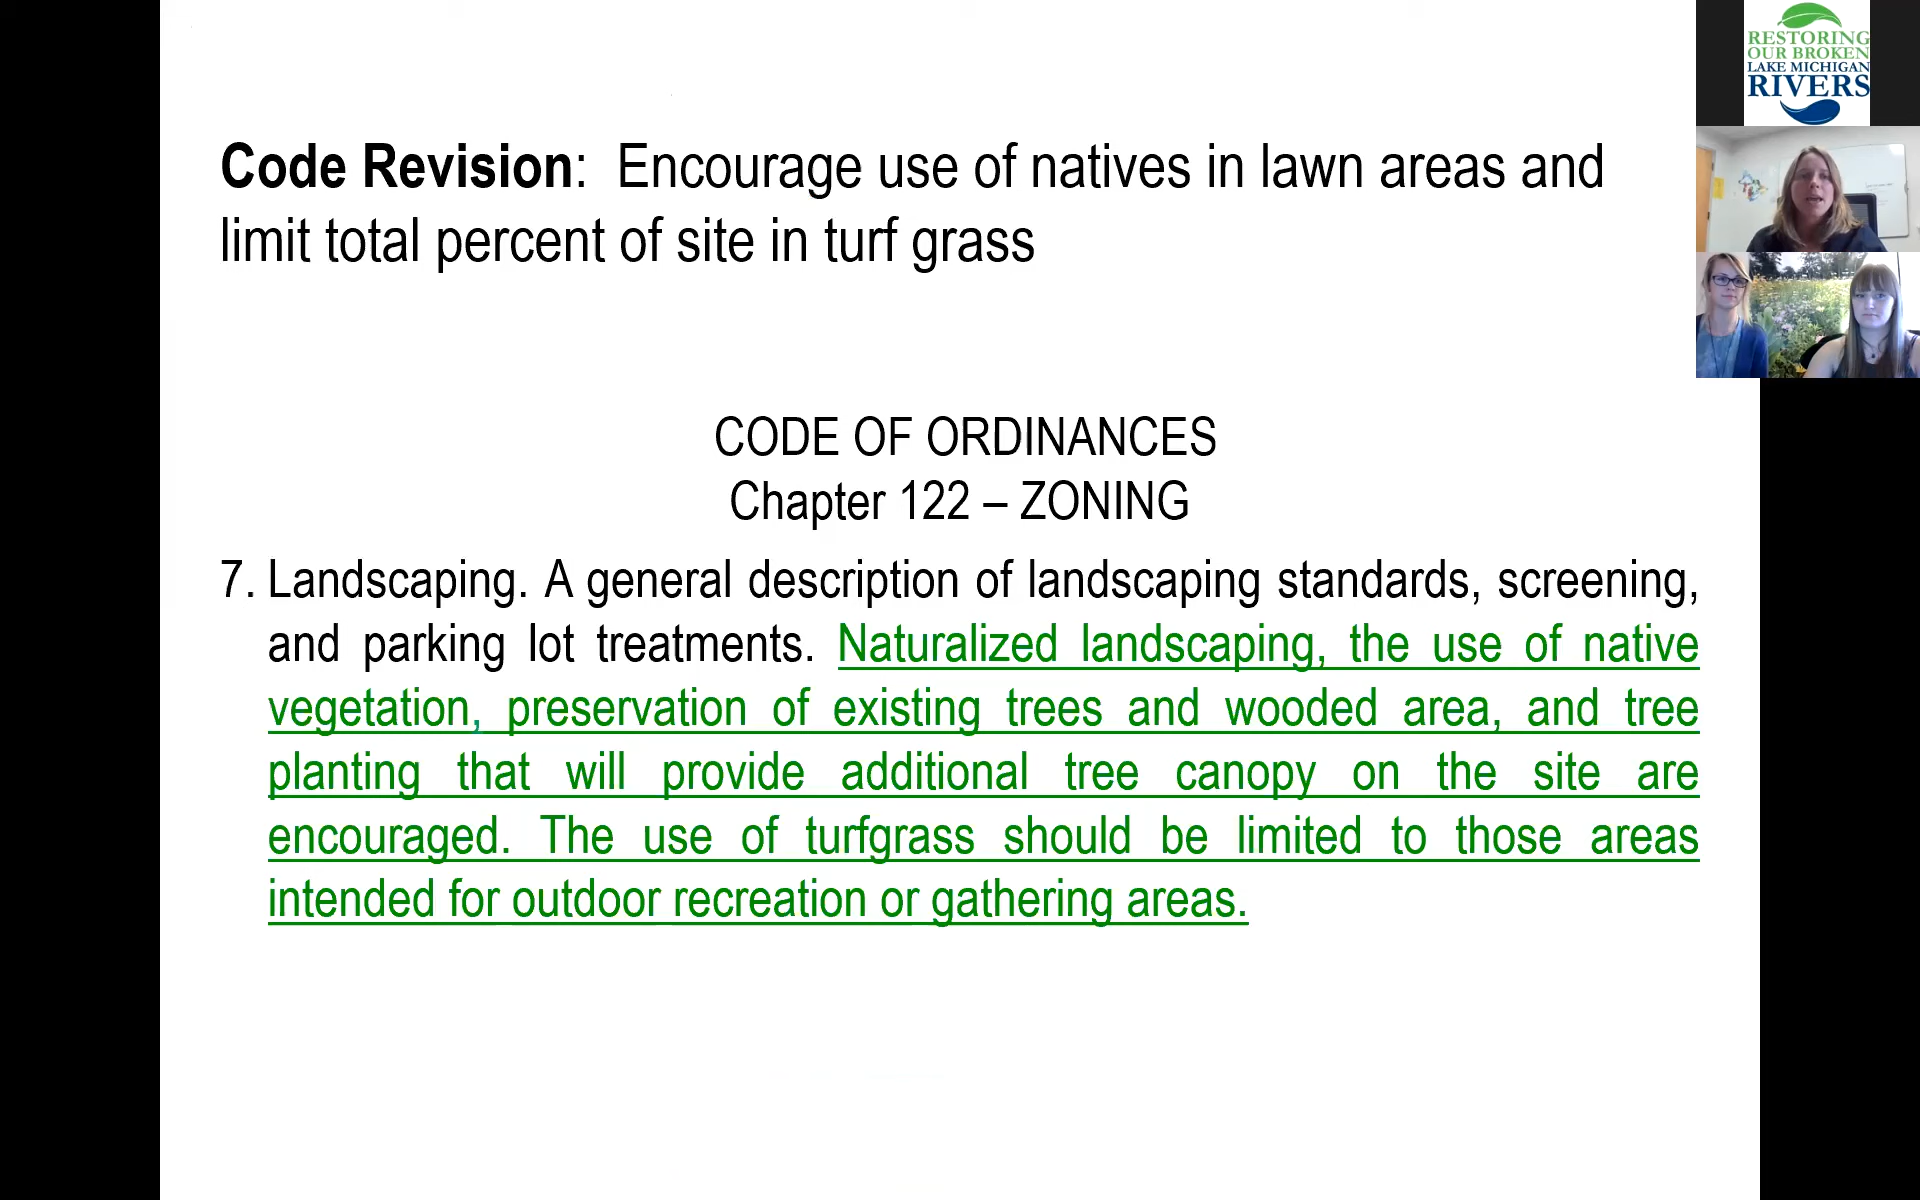 RESTORING
OUR BROKEN
LAKE MICHIGAN
RIVERS
Code Revision:  Encourage use of natives in lawn areas and
limit total percent of site in turf grass
CODE OF ORDINANCES
Chapter 122 – ZONING
7. Landscaping. A general description of landscaping standards, screening,
and parking lot treatments. Naturalized landscaping, the use of native
vegetation, preservation of existing trees and wooded area, and tree
planting that will provide additional tree canopy on the site are
encouraged. The use of turfgrass should be limited to those areas
intended for outdoor recreation or gathering areas.